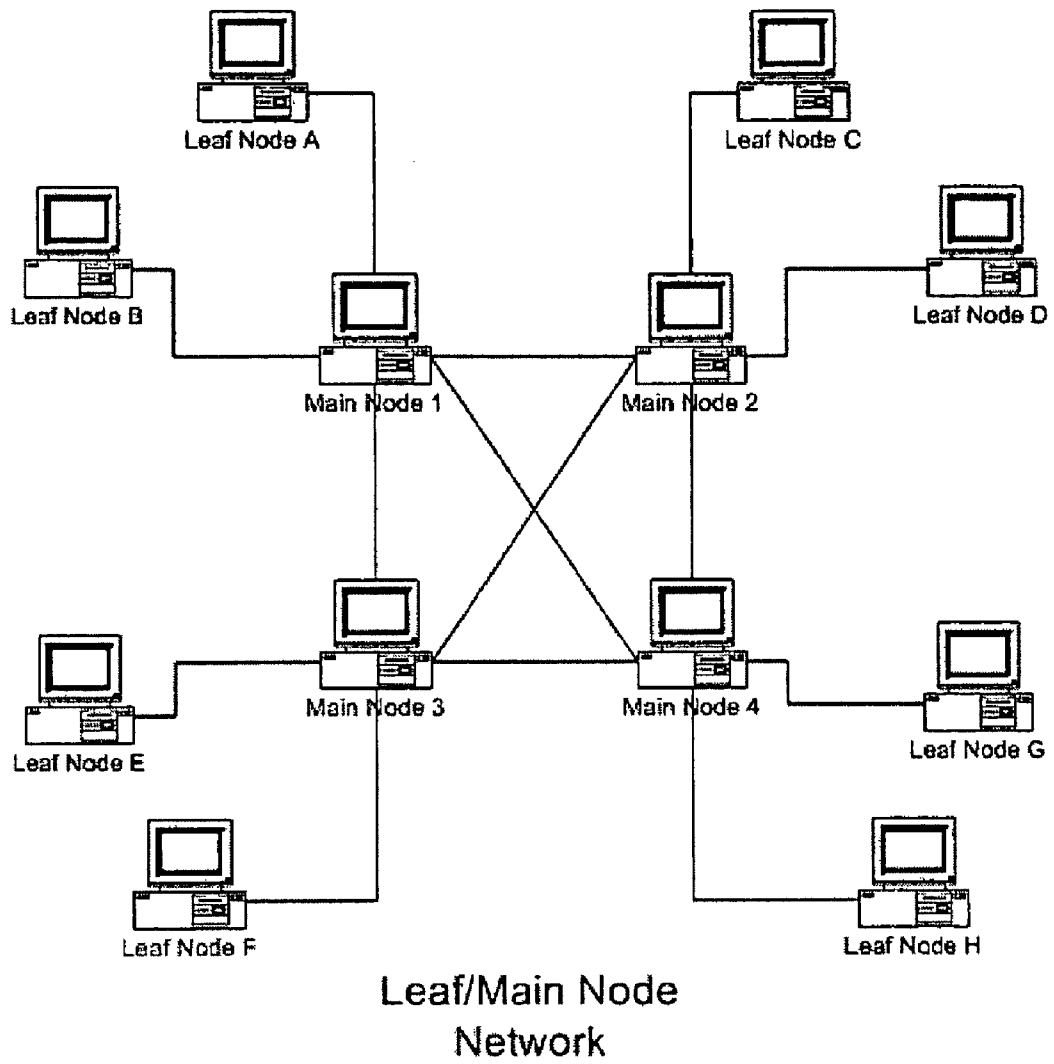 Leaf Node A
Leaf Node C
Leaf Node B
Leaf Node D
Main Node 1
Main Node 2
Main Node 3
Main Node 4
Leaf Node E
Leaf Node G
Leaf Node F
Leaf Node H
Leaf/Main Node
Network